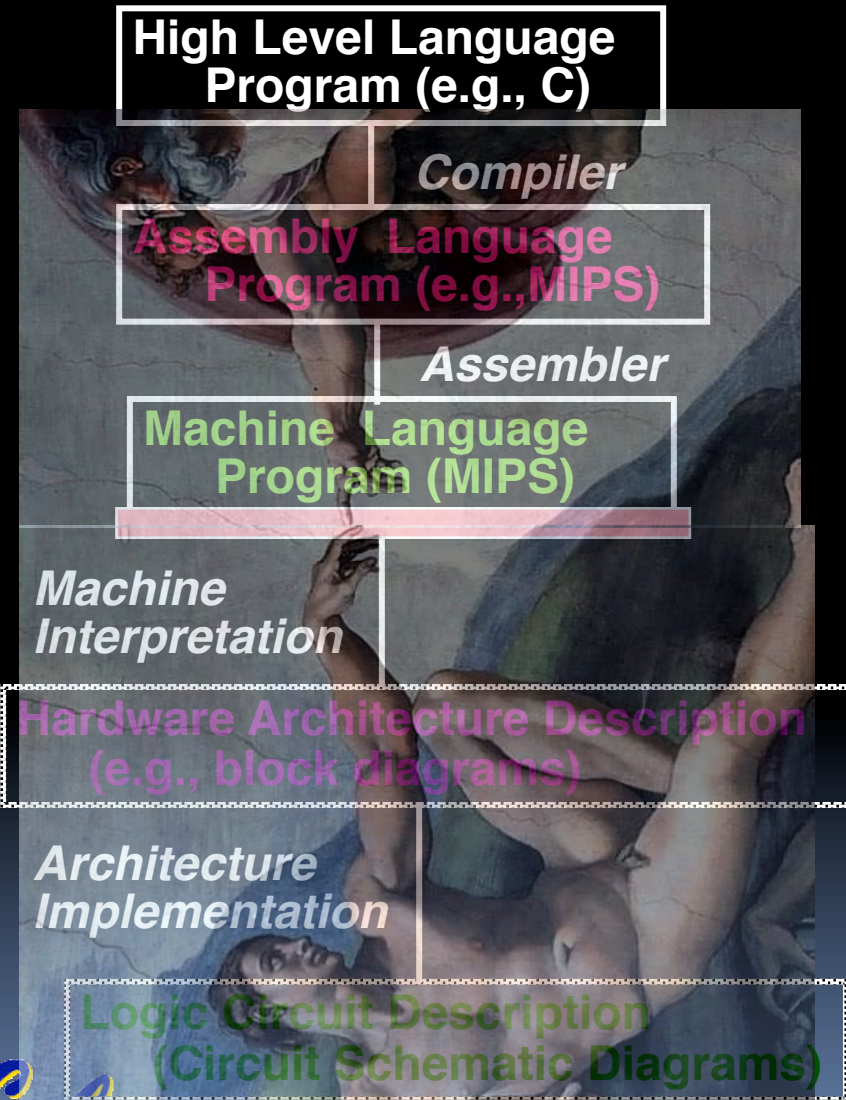 High Level Language
Program (e.g., C)
Compiler
Assembly Language
Program (e.g.,MIPS)
Assembler
Machine Language
Program (MIPS)
Machine
Interpretation
Hardware Architecture Description
(e.g., block diagrams)
Architecture
Implementation
Logic Circuit Description
(Circuit Schematic Diagrams)